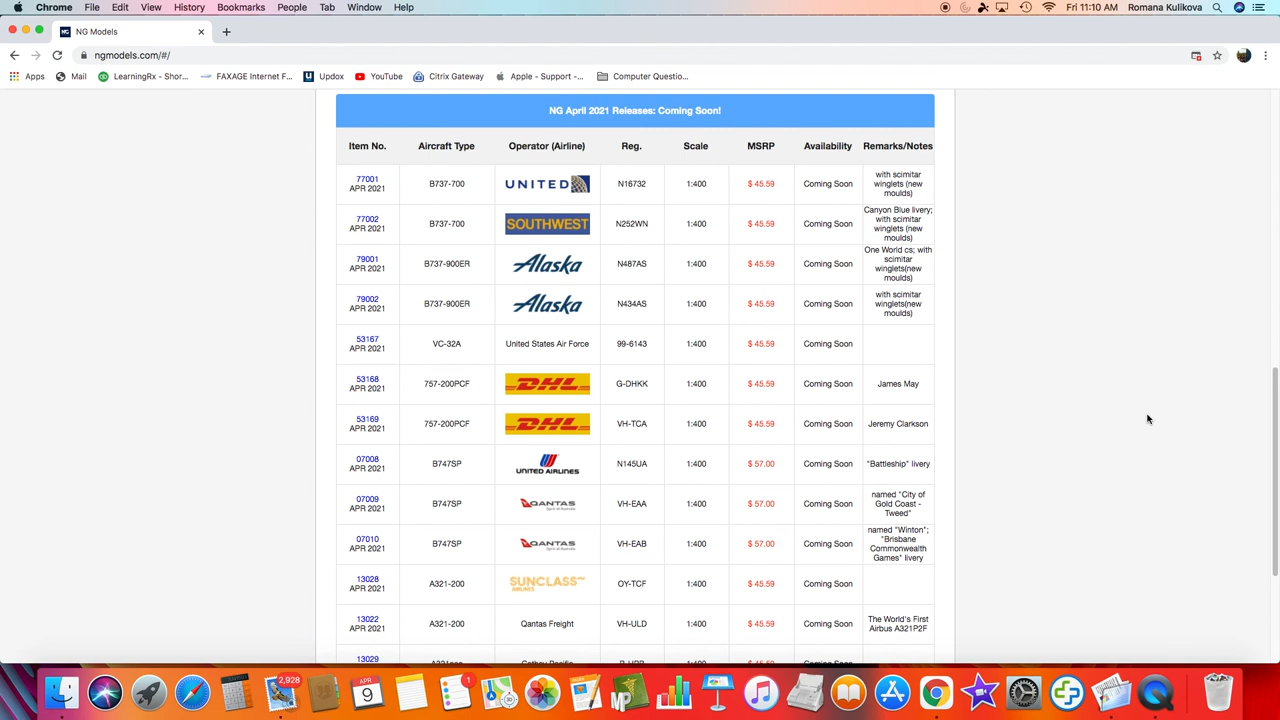 Chrome File Edit View History Bookmarks People Tab Window Help Fri 11:10 AM Romana Kulikova
NG NG Models
ngmodels.com/#/
Apps Mail LearningRx - Shor... FAXAGE Internet F... Updox YouTube Citrix Gateway Apple - Support -... Computer Questio...
NG April 2021 Releases: Coming Soon!
Item No. Aircraft Type Operator (Airline) Reg. Scale MSRP Availability Remarks/Notes
77001
APR 2021
B737-700 UNITED N16732 1:400 $ 45.59 Coming Soon
with scimitar
winglets (new
moulds)
77002
APR 2021
B737-700 SOUTHWEST N252WN 1:400 $ 45.59 Coming Soon
Canyon Blue livery;
with scimitar
winglets (new
moulds)
79001
APR 2021
B737-900ER Alaska N487AS 1:400 $ 45.59 Coming Soon
One World cs; with
scimitar
winglets(new
moulds)
79002
APR 2021
B737-900ER Alaska N434AS 1:400 $ 45.59 Coming Soon
with scimitar
winglets(new
moulds)
53167
APR 2021
VC-32A United States Air Force 99-6143 1:400 $ 45.59 Coming Soon
53168
APR 2021
757-200PCF DHL G-DHKK 1:400 $ 45.59 Coming Soon James May
53169
APR 2021
757-200PCF DHL VH-TCA 1:400 $ 45.59 Coming Soon Jeremy Clarkson
07008
APR 2021
B747SP UNITED AIRLINES N145UA 1:400 $ 57.00 Coming Soon "Battleship" livery
07009
APR 2021
B747SP QANTAS Spirit of Australia VH-EAA 1:400 $ 57.00 Coming Soon
named "City of
Gold Coast -
Tweed"
07010
APR 2021
B747SP QANTAS Spirit of Australia VH-EAB 1:400 $ 57.00 Coming Soon
named "Winton";
"Brisbane
Commonwealth
Games" livery
13028
APR 2021
A321-200 SUNCLASS AIRLINES OY-TCF 1:400 $ 45.59 Coming Soon
13022
APR 2021
A321-200 Qantas Freight VH-ULD 1:400 $ 45.59 Coming Soon
The World's First
Airbus A321P2F
13029
2,928 APR 9 1